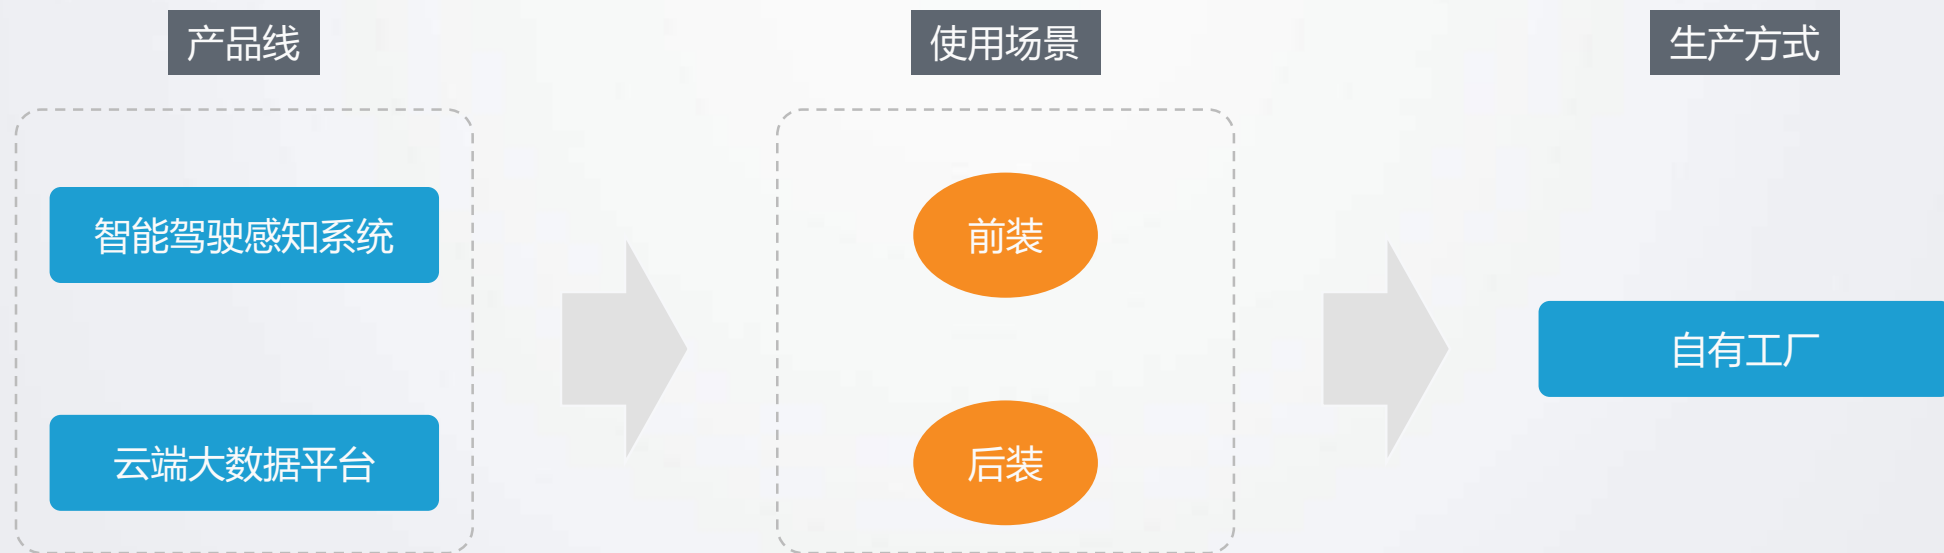 产品线
使用场景
生产方式
智能驾驶感知系统
前装
自有工厂
云端大数据平台
后装